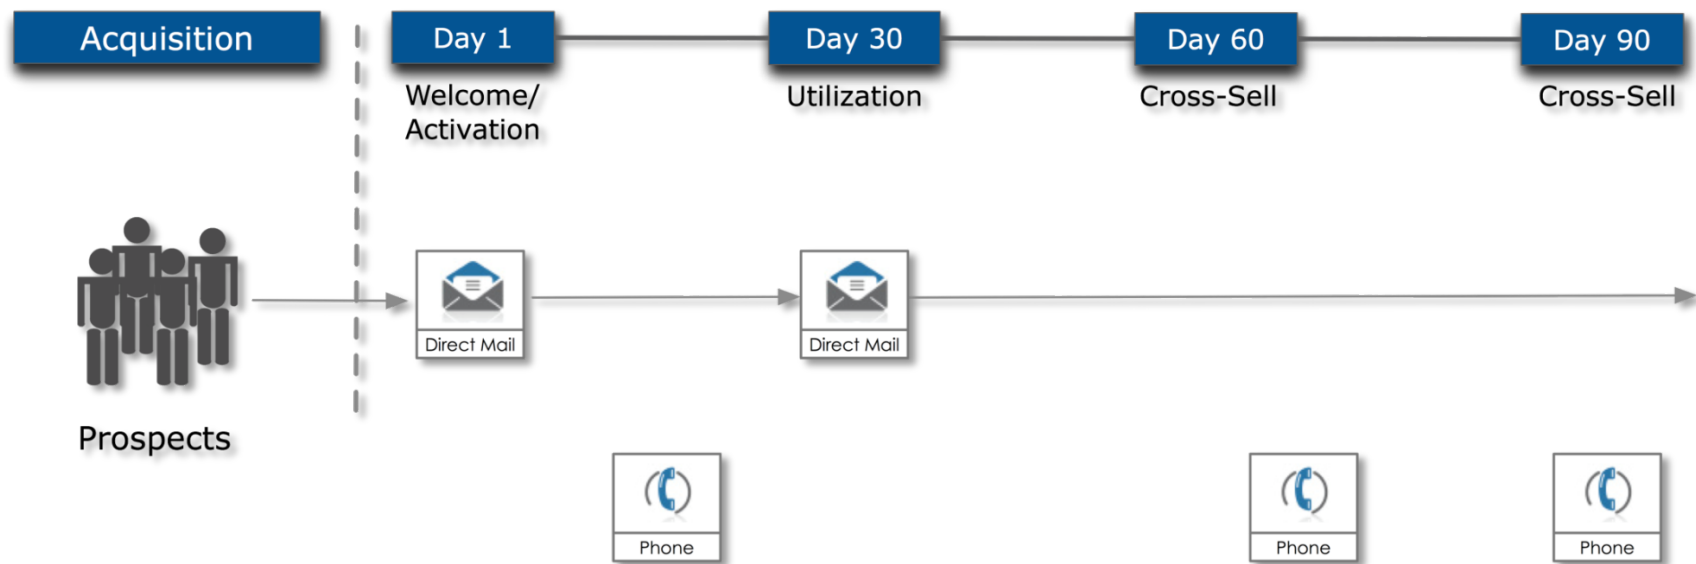 Acquisition
Day 1
Day 30
Day 60
Day 90
Welcome/
Activation
Utilization
Cross-Sell
Cross-Sell
Direct Mail
Direct Mail
Prospects
Phone
Phone
Phone